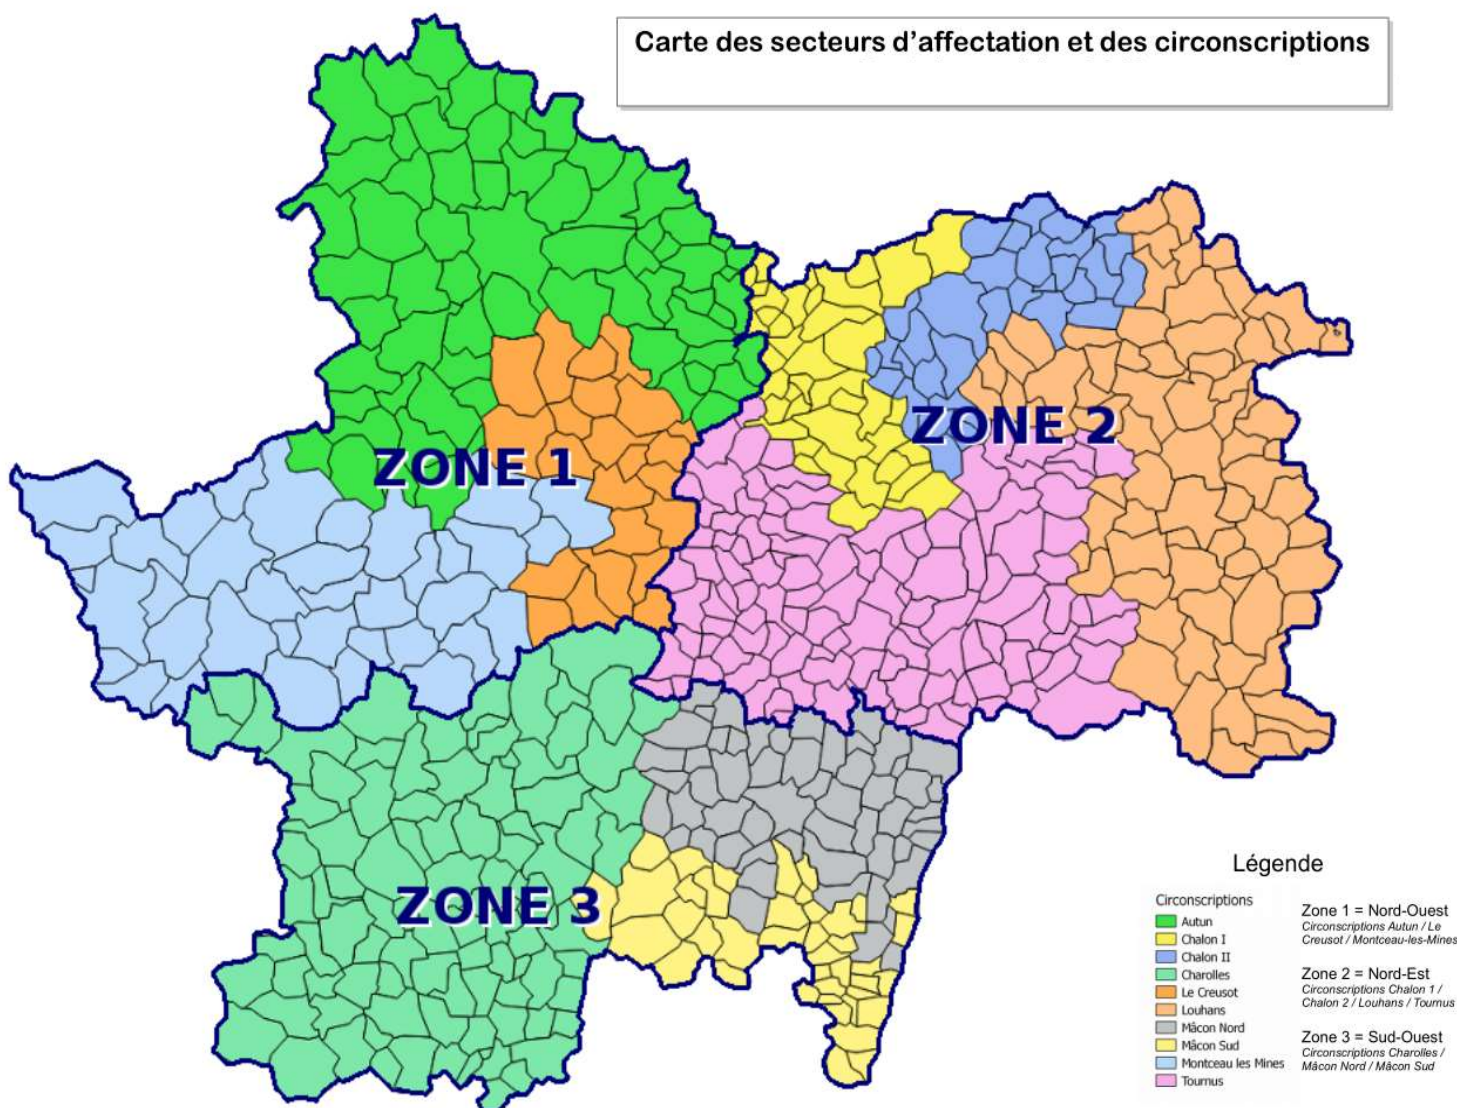 Carte des secteurs d'affectation et des circonscriptions
ZONE 1
ZONE 2
ZONE 3
Légende
Circonscriptions
Autun
Chalon I
Chalon II
Charolles
Le Creusot
Louhans
Mâcon Nord
Mâcon Sud
Montceau les Mines
Tournus
Zone 1 = Nord-Ouest
Circonscriptions Autun / Le
Creusot / Montceau-les-Mines
Zone 2 = Nord-Est
Circonscriptions Chalon 1 /
Chalon 2 / Louhans / Tournus
Zone 3 = Sud-Ouest
Circonscriptions Charolles /
Mâcon Nord / Mâcon Sud